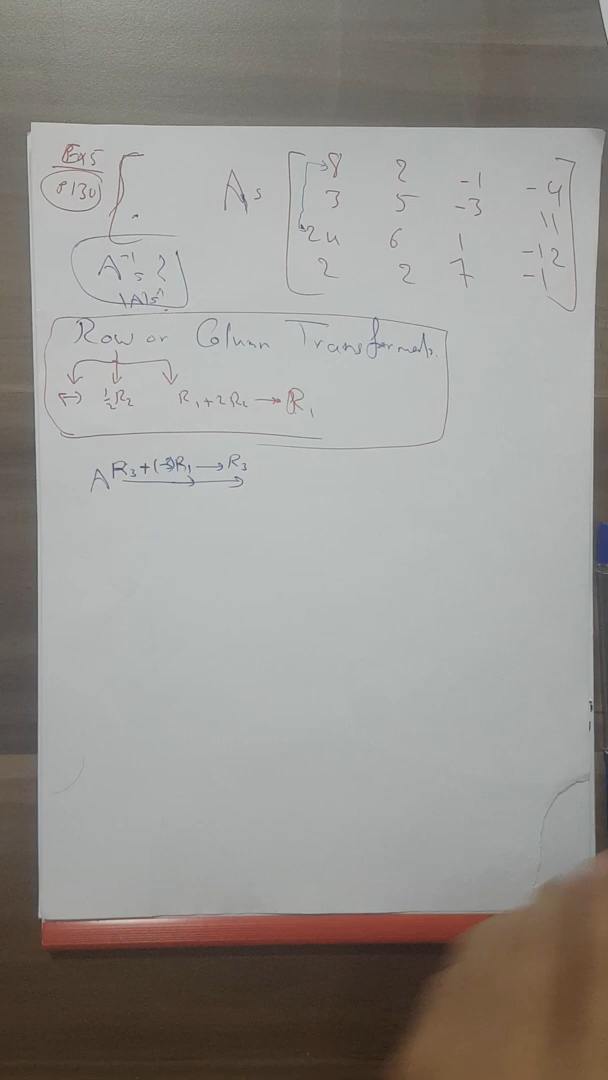 Ex5
P130
A = 8 2 -1 -4
3 5 -3 11
24 6 1 -12
2 2 7 -1
A⁻¹ = ?
|A| =
Row or Column Transforms.
↔ ½R₂ R₁ + 2R₂ → R₁
A R₃ + (-3)R₁ → R₃